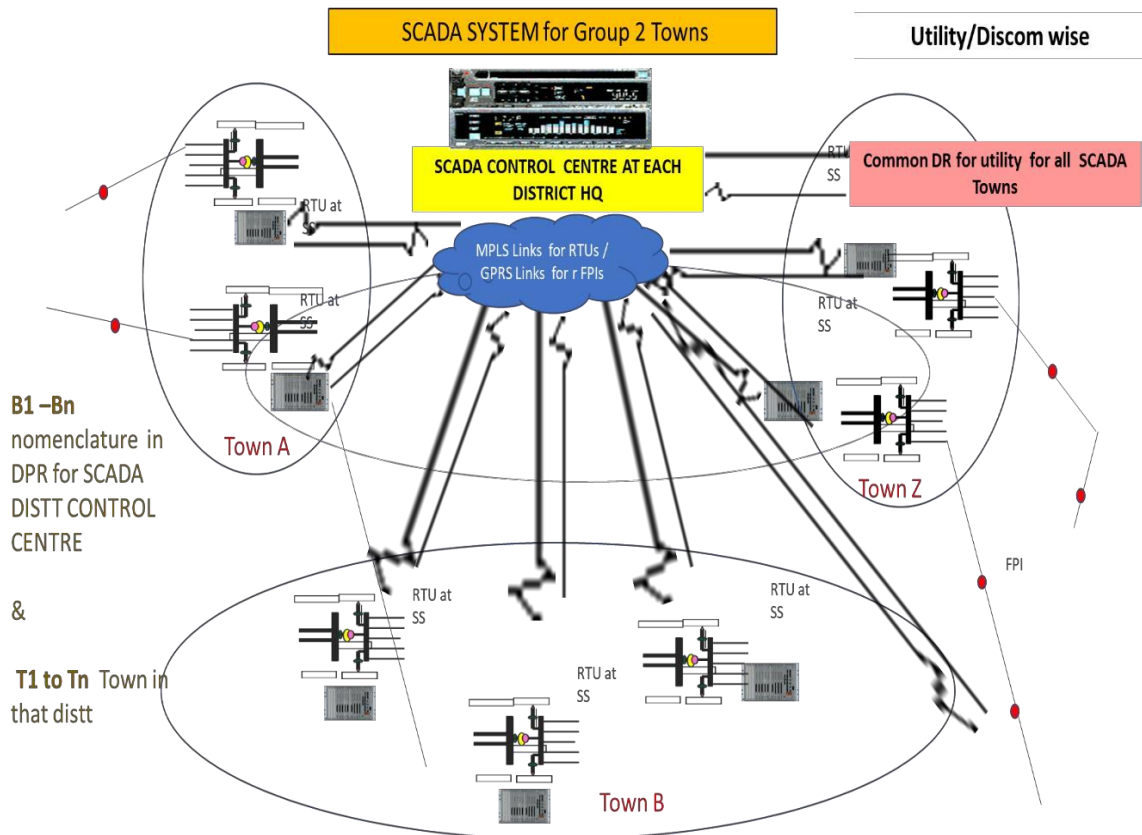 SCADA SYSTEM for Group 2 Towns
Utility/Discom wise
SCADA CONTROL CENTRE AT EACH
DISTRICT HQ
RTU
SS
Common DR for utility for all SCADA
Towns
RTU at
SS
MPLS Links for RTUs /
GPRS Links for r FPIs
RTU at
SS
RTU at
SS
B1 –Bn
nomenclature in
DPR for SCADA
DISTT CONTROL
CENTRE
&
T1 to Tn Town in
that distt
Town A
Town Z
FPI
RTU at
SS
RTU at
SS
RTU at
SS
Town B